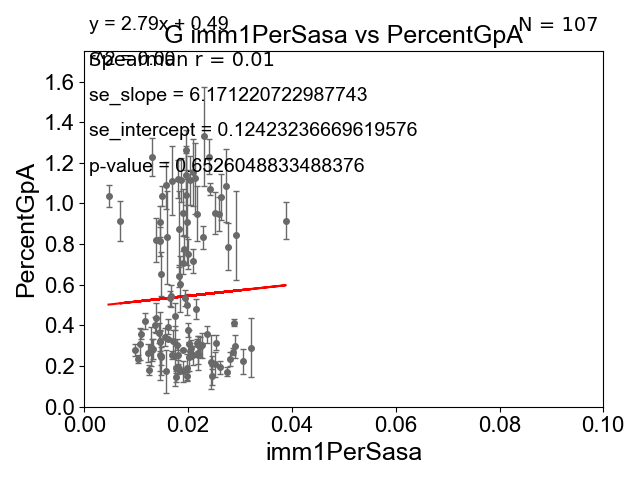 y = 2.79x + 0.49
N = 107
G imm1PerSasa vs PercentGpA
Spearman r = 0.01
se_slope = 6.171220722987743
se_intercept = 0.12423236669619576
p-value = 0.6526048833488376
PercentGpA
1.6
1.4
1.2
1.0
0.8
0.6
0.4
0.2
0.0
0.00 0.02 0.04 0.06 0.08 0.10
imm1PerSasa